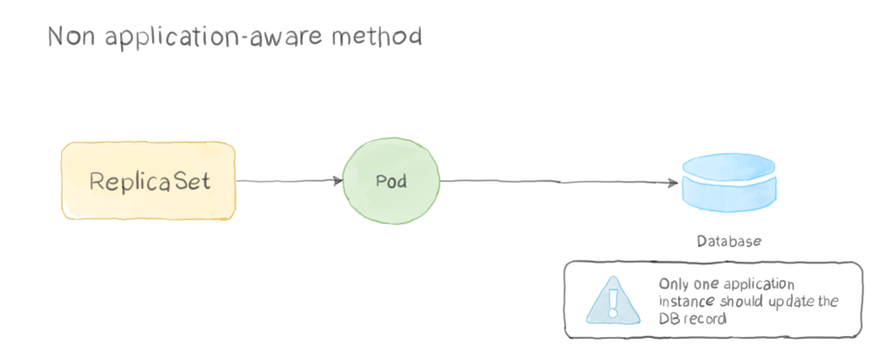 Non application-aware method
ReplicaSet
Pod
Database
Only one application
instance should update the
DB record